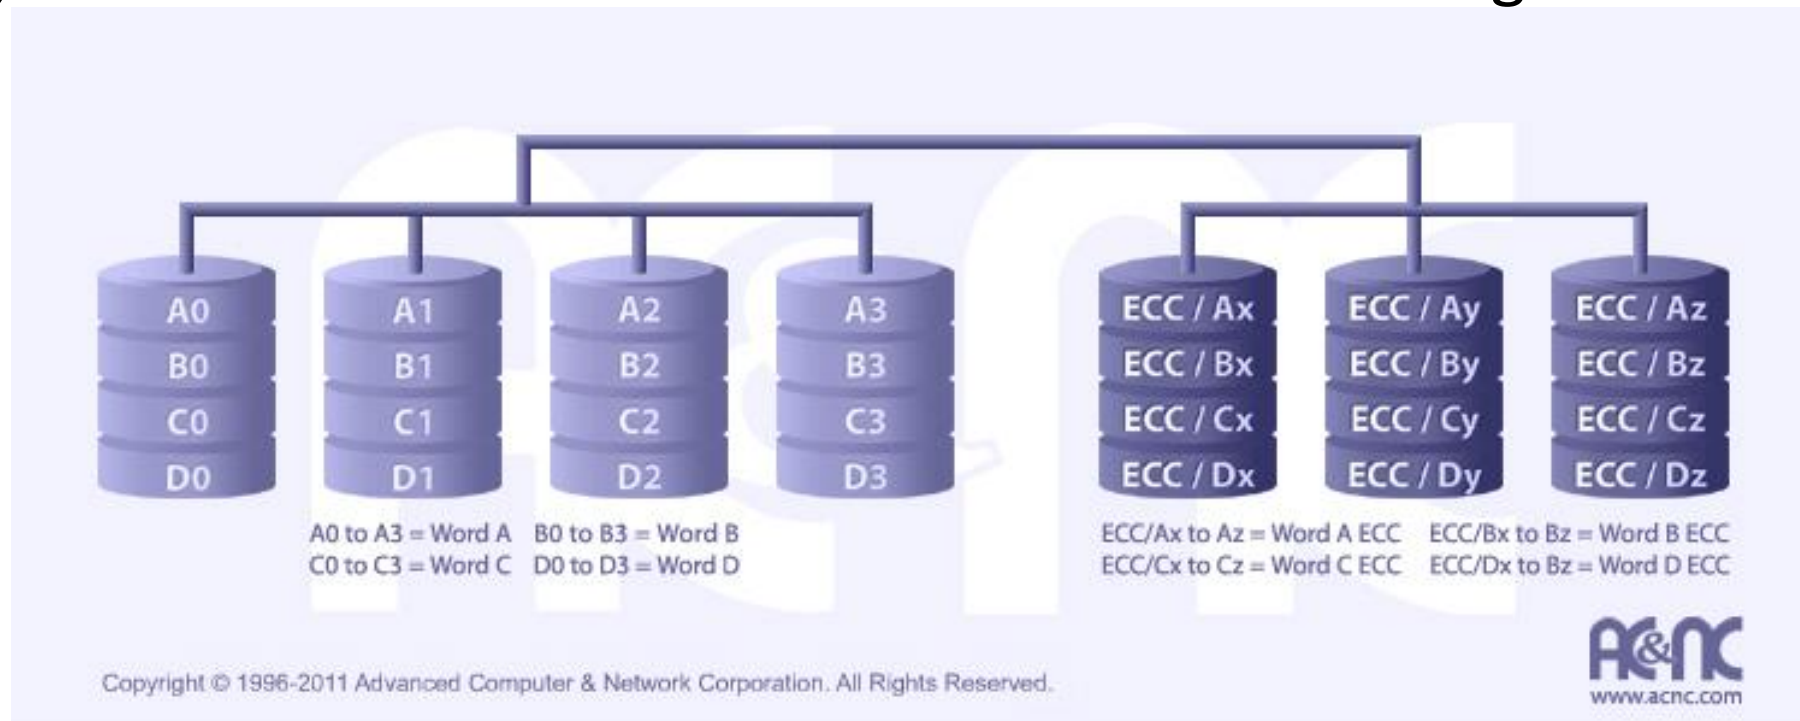 A0 A1 A2 A3 ECC / Ax ECC / Ay ECC / Az
B0 B1 B2 B3 ECC / Bx ECC / By ECC / Bz
C0 C1 C2 C3 ECC / Cx ECC / Cy ECC / Cz
D0 D1 D2 D3 ECC / Dx ECC / Dy ECC / Dz
A0 to A3 = Word A B0 to B3 = Word B ECC/Ax to Az = Word A ECC ECC/Bx to Bz = Word B ECC
C0 to C3 = Word C D0 to D3 = Word D ECC/Cx to Cz = Word C ECC ECC/Dx to Bz = Word D ECC
AC&NC
Copyright © 1996-2011 Advanced Computer & Network Corporation. All Rights Reserved.
www.acnc.com